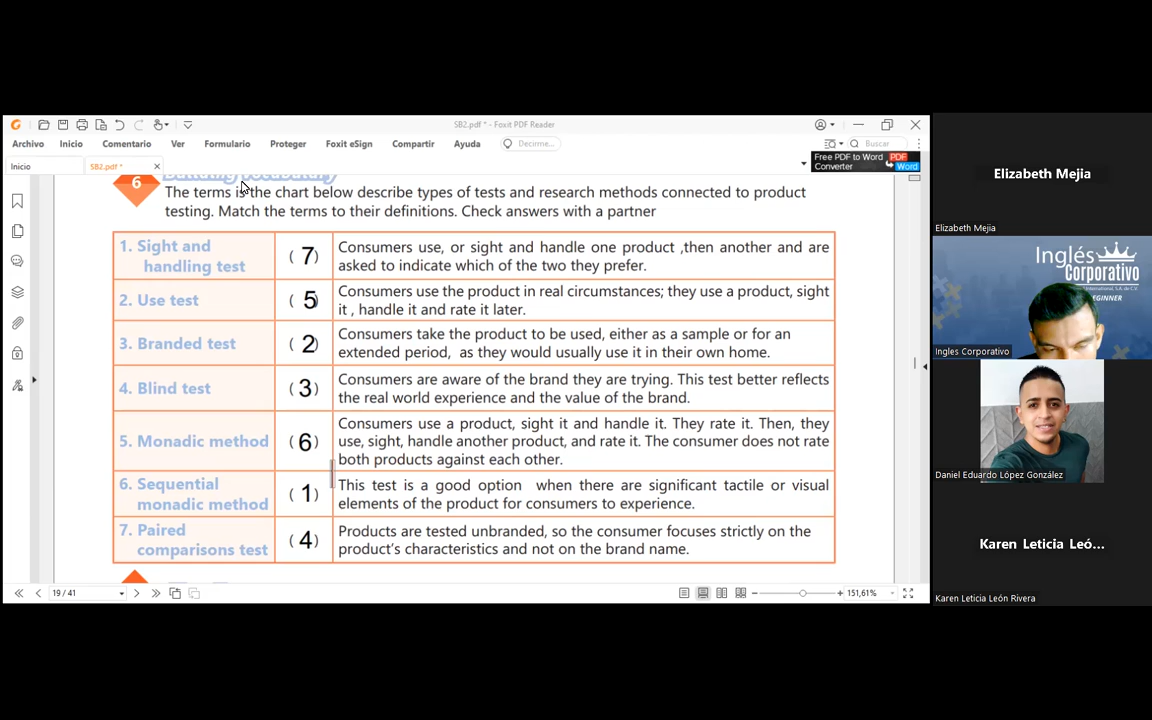 SB2.pdf * - Foxit PDF Reader
Archivo Inicio Comentario Ver Formulario Proteger Foxit eSign Compartir Ayuda Decirme... Buscar
Inicio SB2.pdf *
Free PDF to Word Converter PDF Word
6 Building vocabulary
The terms is the chart below describe types of tests and research methods connected to product
testing. Match the terms to their definitions. Check answers with a partner
1. Sight and handling test
(7)
Consumers use, or sight and handle one product ,then another and are
asked to indicate which of the two they prefer.
2. Use test
(5)
Consumers use the product in real circumstances; they use a product, sight
it , handle it and rate it later.
3. Branded test
(2)
Consumers take the product to be used, either as a sample or for an
extended period, as they would usually use it in their own home.
4. Blind test
(3)
Consumers are aware of the brand they are trying. This test better reflects
the real world experience and the value of the brand.
5. Monadic method
(6)
Consumers use a product, sight it and handle it. They rate it. Then, they
use, sight, handle another product, and rate it. The consumer does not rate
both products against each other.
6. Sequential
monadic method
(1)
This test is a good option when there are significant tactile or visual
elements of the product for consumers to experience.
7. Paired
comparisons test
(4)
Products are tested unbranded, so the consumer focuses strictly on the
product's characteristics and not on the brand name.
19 / 41
151,61%
Elizabeth Mejia
Elizabeth Mejia
Inglés
Corporativo
Ingles Corporativo
Daniel Eduardo López González
Karen Leticia Leó...
Karen Leticia León Rivera